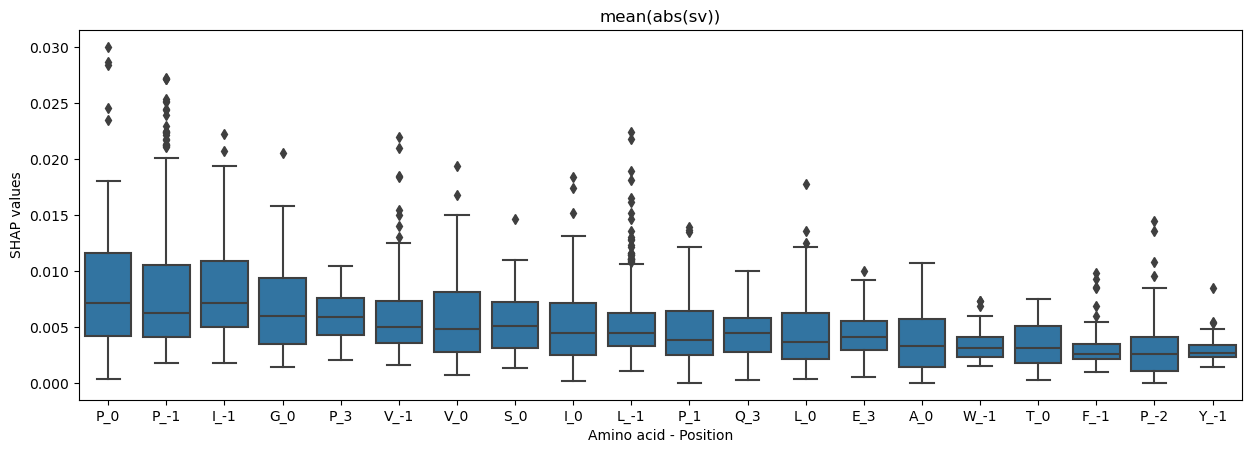 mean(abs(sv))
SHAP values
0.030
0.025
0.020
0.015
0.010
0.005
0.000
P_0 P_-1 I_-1 G_0 P_3 V_-1 V_0 S_0 I_0 L_-1 P_1 Q_3 L_0 E_3 A_0 W_-1 T_0 F_-1 P_-2 Y_-1
Amino acid - Position